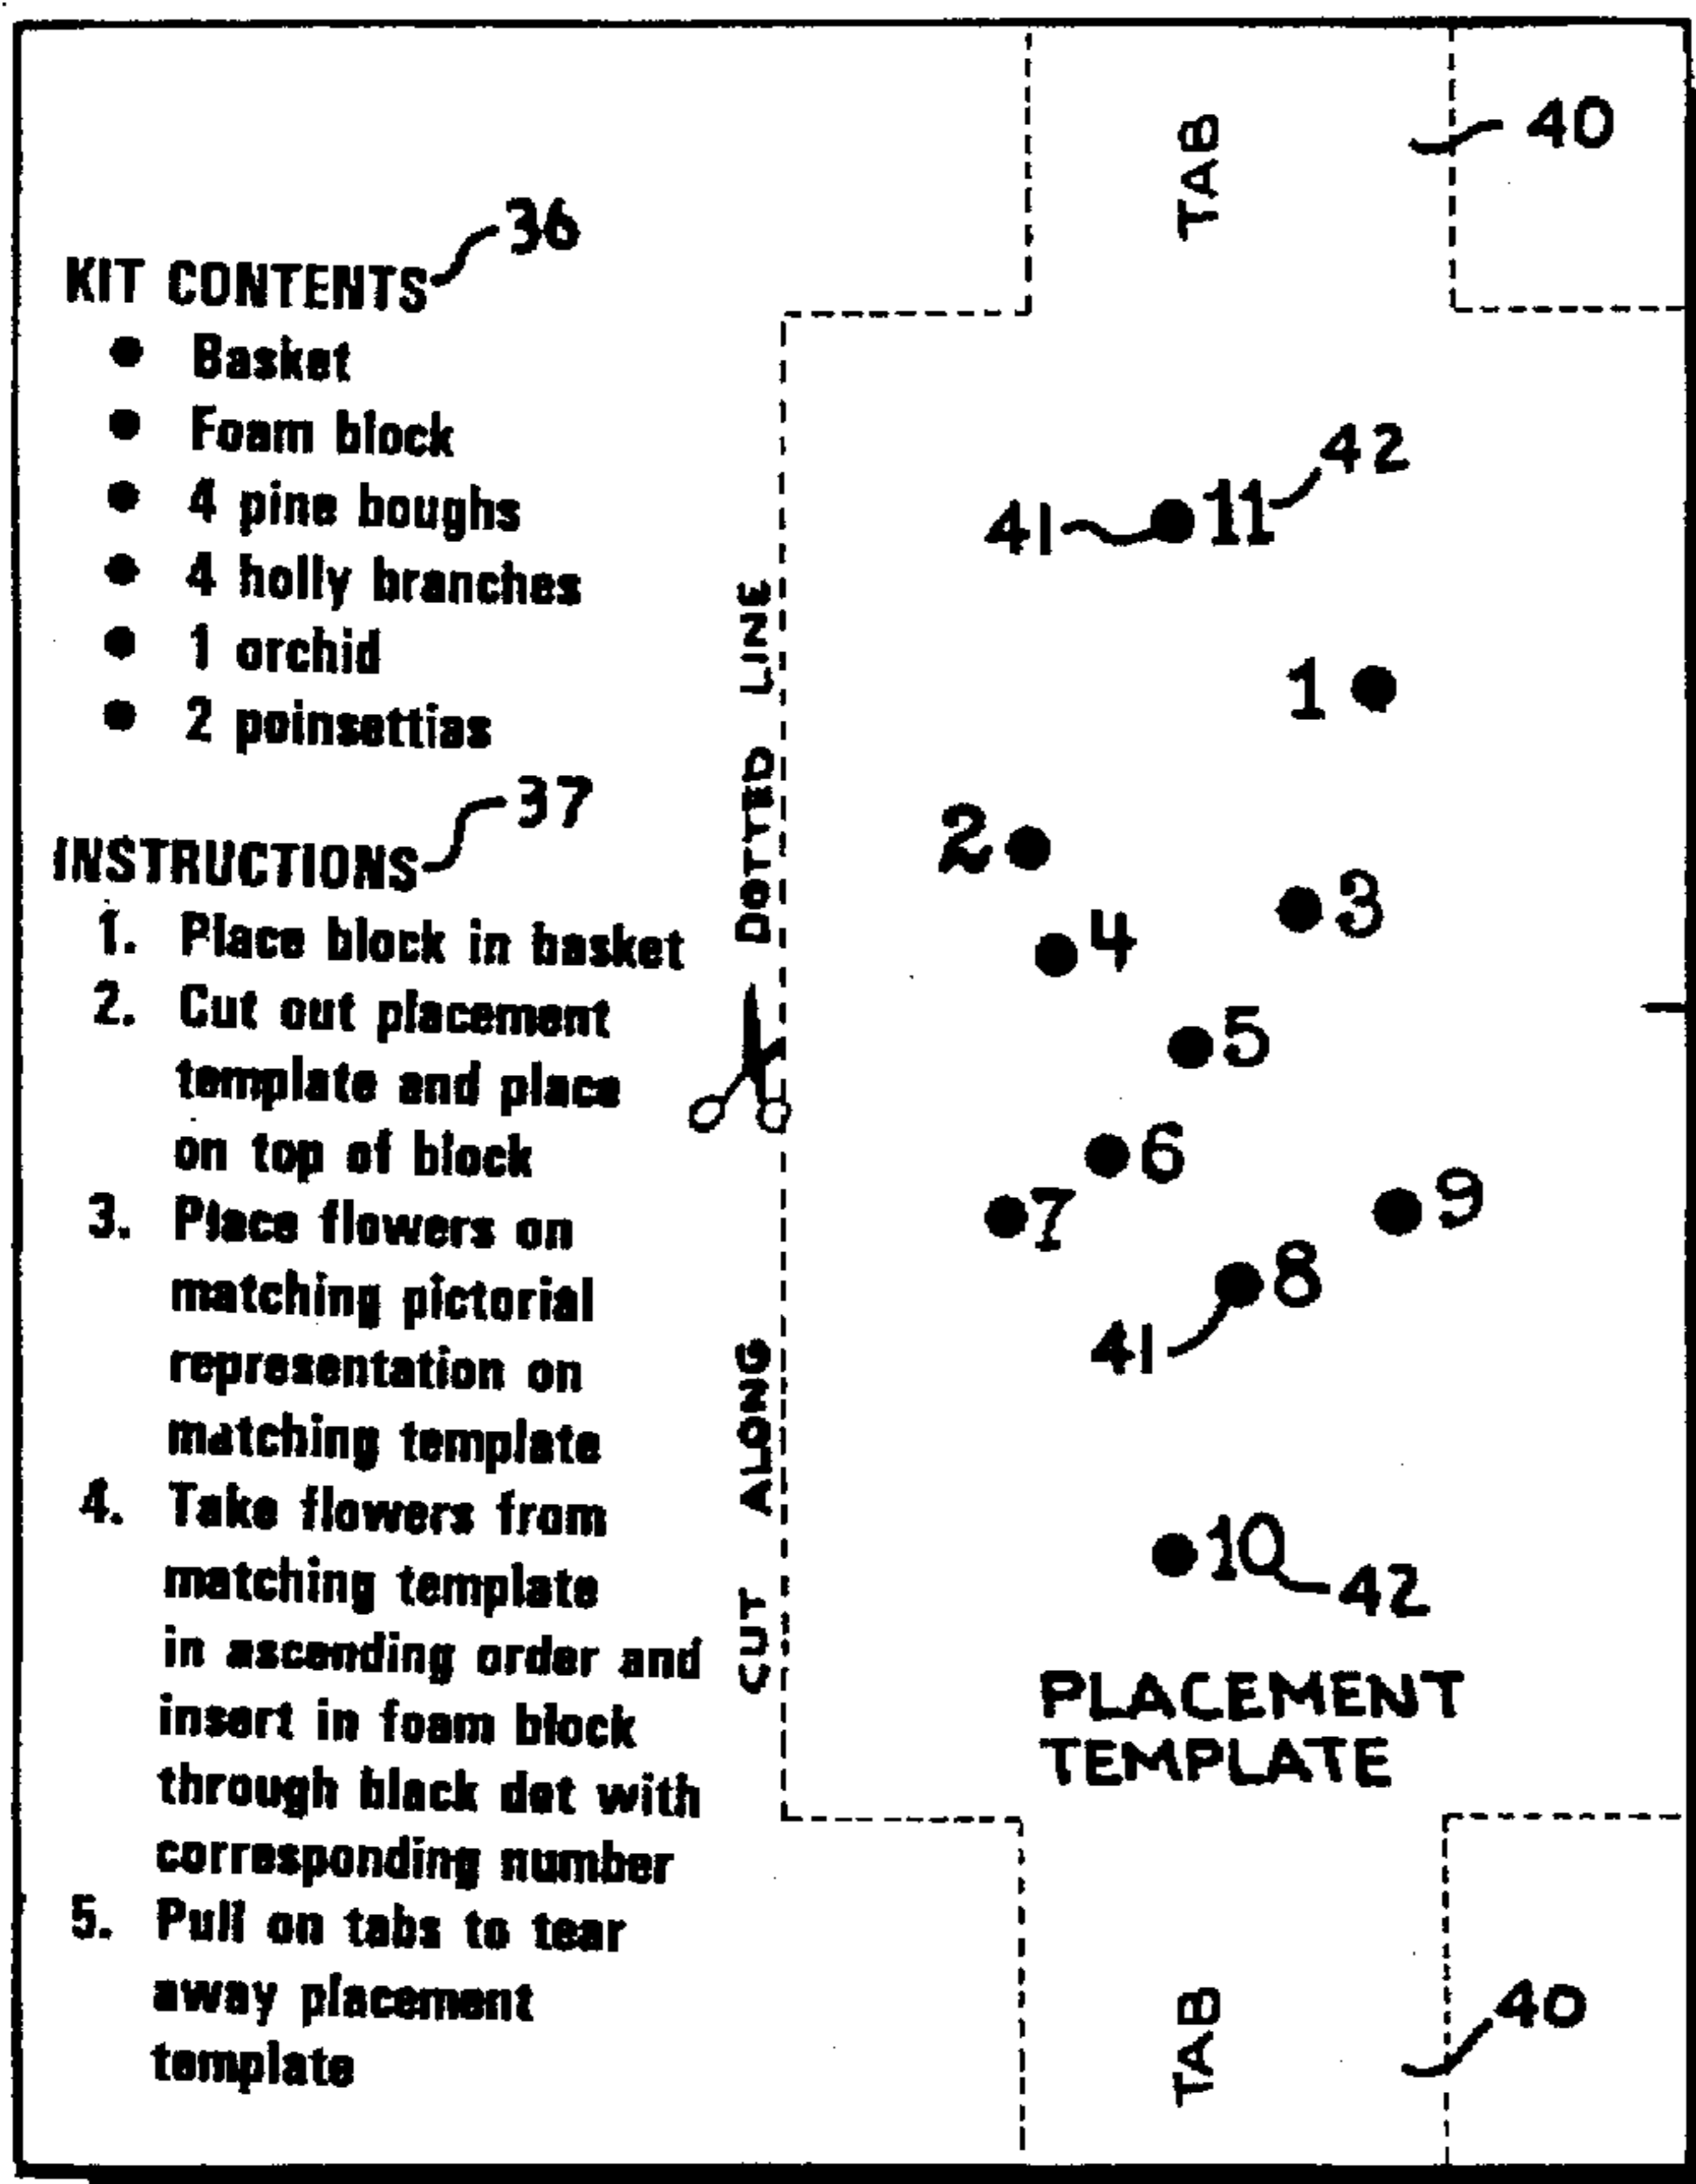 KIT CONTENTS 36
● Basket
● Foam block
● 4 pine boughs
● 4 holly branches
● 1 orchid
● 2 poinsettias
INSTRUCTIONS 37
1. Place block in basket
2. Cut out placement
template and place
on top of block
3. Place flowers on
matching pictorial
representation on
matching template
4. Take flowers from
matching template
in ascending order and
insert in foam block
through black dot with
corresponding number
5. Pull on tabs to tear
away placement
template
CUT ALONG DOTTED LINE
TAB
40
42
41 11
1
2
3
4
5
6
7
9
8
41
10
42
PLACEMENT
TEMPLATE
TAB
40